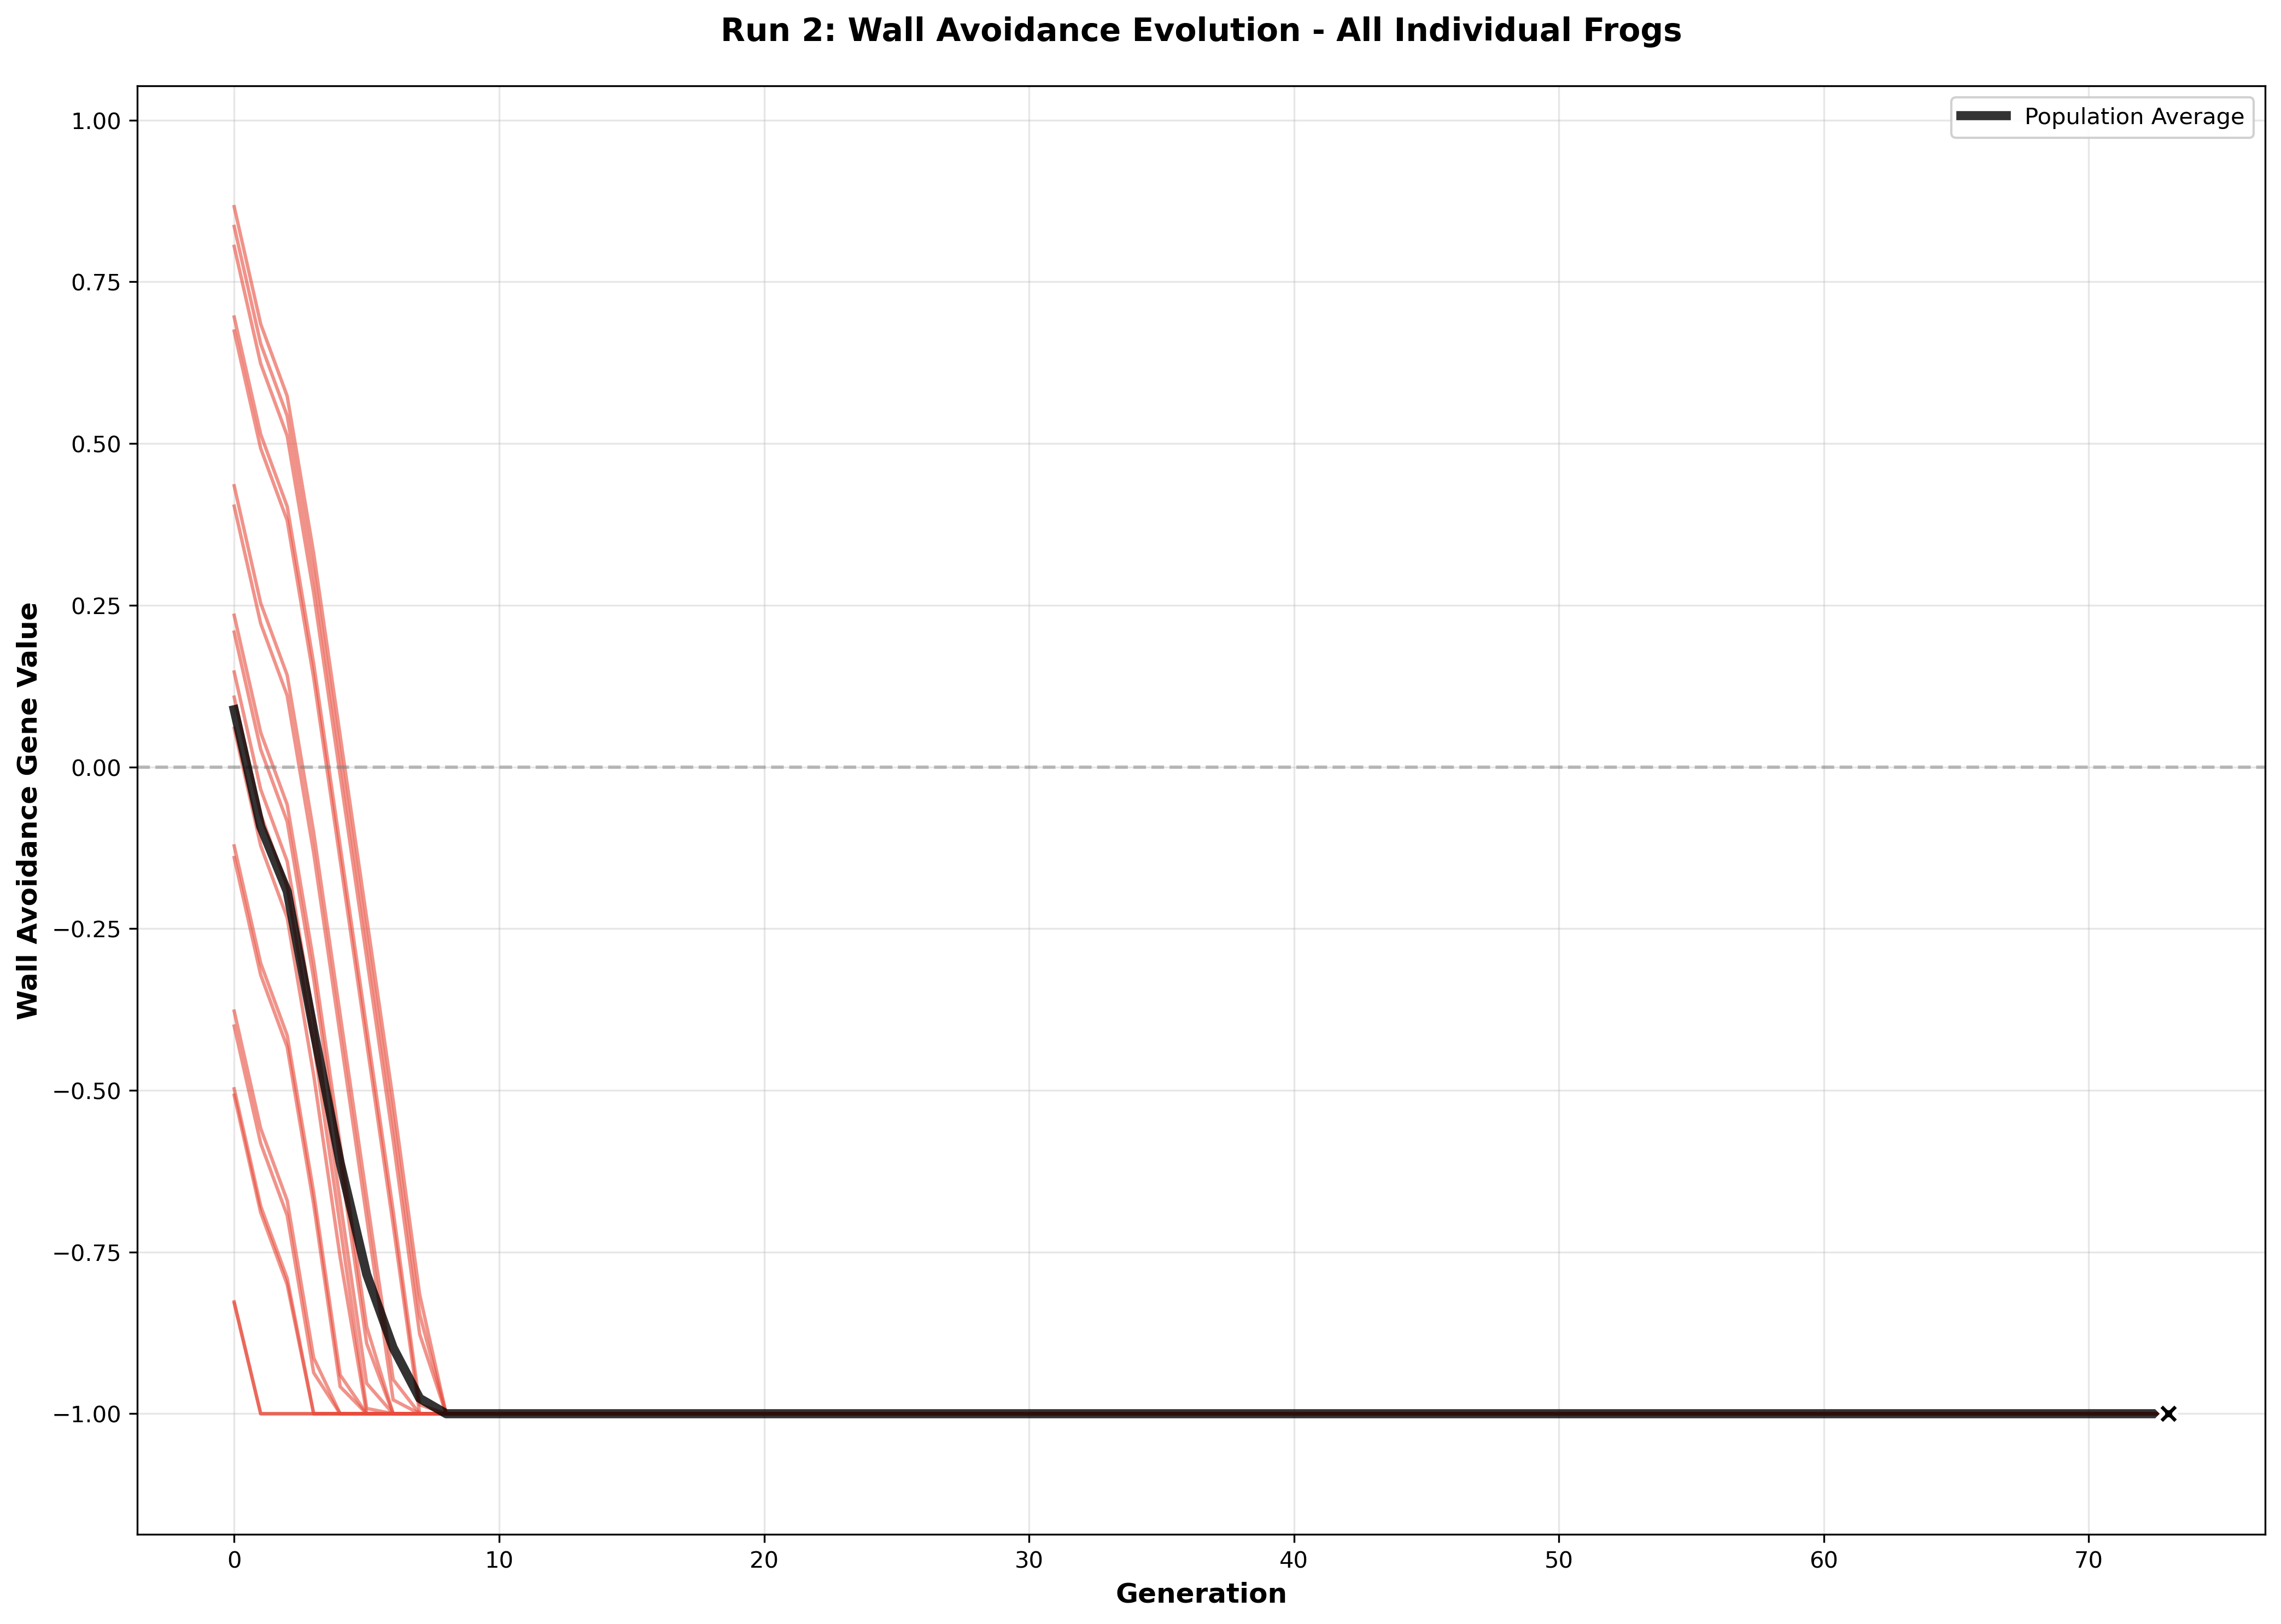 Run 2: Wall Avoidance Evolution - All Individual Frogs
Population Average
Wall Avoidance Gene Value
1.00
0.75
0.50
0.25
0.00
−0.25
−0.50
−0.75
−1.00
0 10 20 30 40 50 60 70
Generation